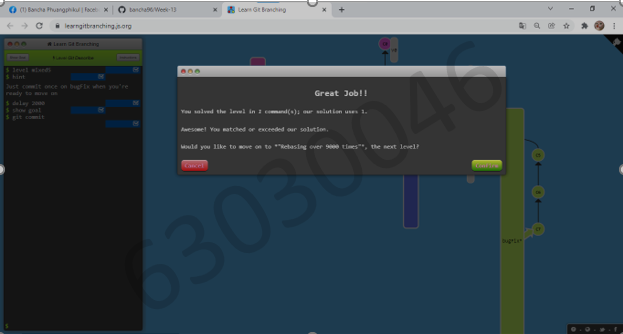 (1) Bancha Phuangphikul | Faceb
bancha96/Week-13
Learn Git Branching
learngitbranching.js.org
Learn Git Branching
$ level mixed5
$ hint
Just commit once on bugFix when you're
ready to move on
$ delay 2000
$ show goal
$ git commit
$
Great Job!!
You solved the level in 2 command(s); our solution uses 1.
Awesome! You matched or exceeded our solution.
Would you like to move on to *"Rebasing over 9000 times"*, the next level?
Cancel
bugFix*
63030046